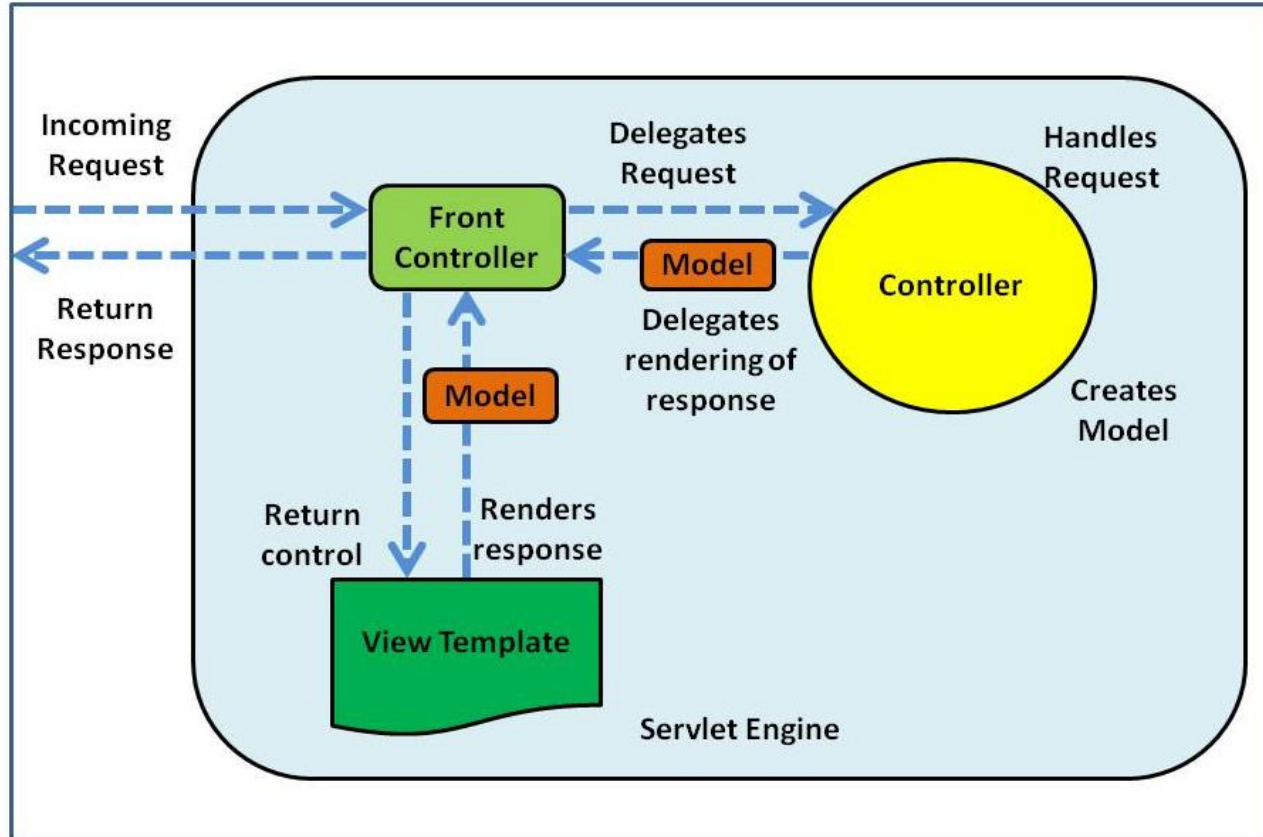 Incoming
Request
Delegates
Request
Handles
Request
Front
Controller
Model
Controller
Return
Response
Delegates
rendering of
response
Model
Creates
Model
Return
control
Renders
response
View Template
Servlet Engine